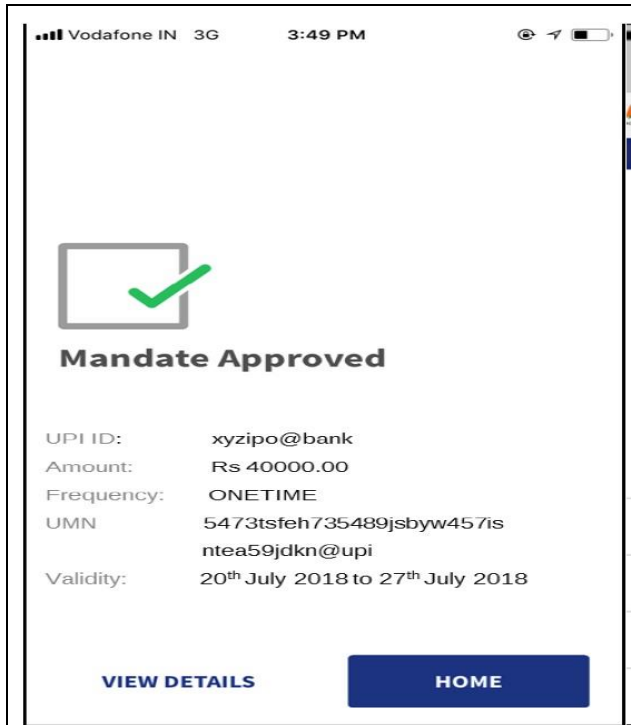 Vodafone IN 3G 3:49 PM
Mandate Approved
UPI ID: xyzipo@bank
Amount: Rs 40000.00
Frequency: ONETIME
UMN 5473tsfeh735489jsbyw457is
ntea59jdkn@upi
Validity: 20th July 2018 to 27th July 2018
VIEW DETAILS HOME